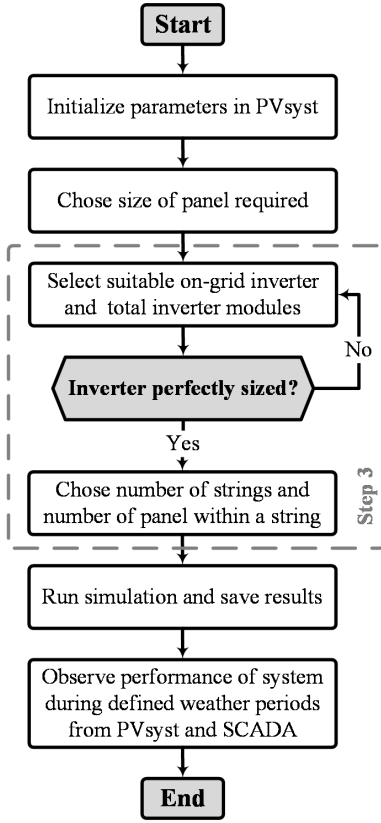 Start
Initialize parameters in PVsyst
Chose size of panel required
Select suitable on-grid inverter
and total inverter modules
No
Inverter perfectly sized?
Yes
Step 3
Chose number of strings and
number of panel within a string
Run simulation and save results
Observe performance of system
during defined weather periods
from PVsyst and SCADA
End